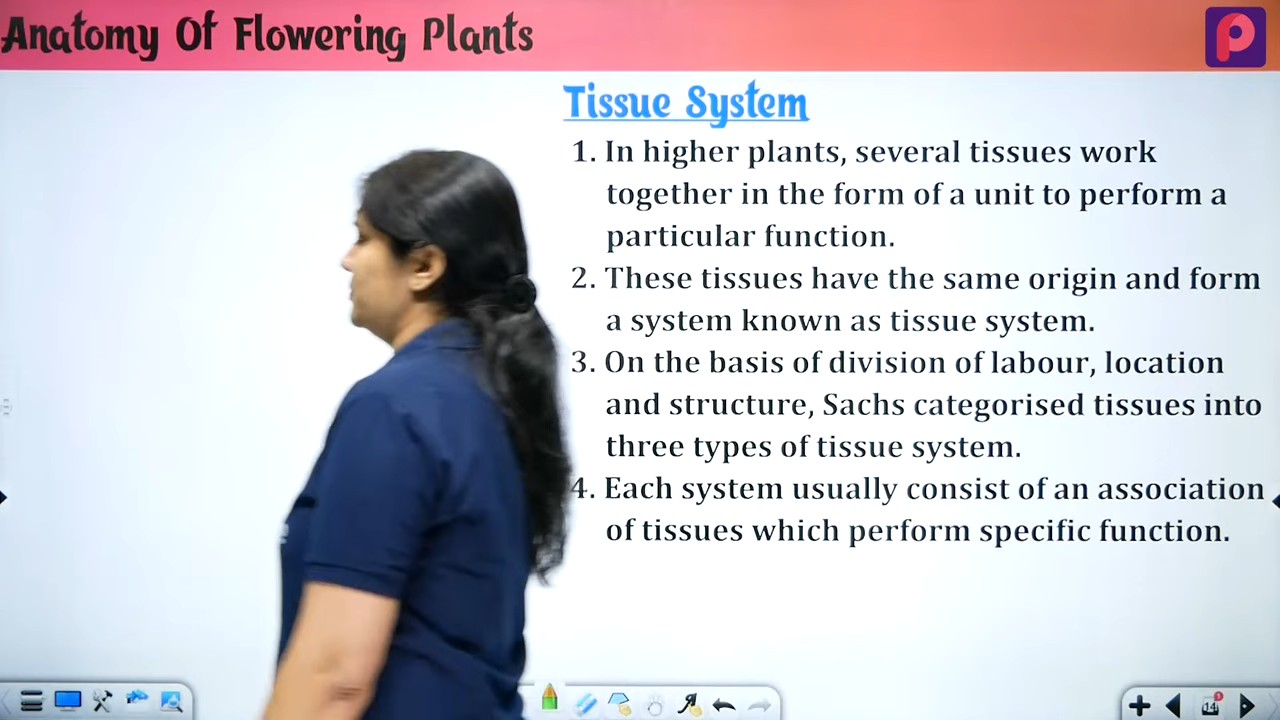 Anatomy Of Flowering Plants
Tissue System
1. In higher plants, several tissues work
together in the form of a unit to perform a
particular function.
2. These tissues have the same origin and form
a system known as tissue system.
3. On the basis of division of labour, location
and structure, Sachs categorised tissues into
three types of tissue system.
4. Each system usually consist of an association
of tissues which perform specific function.
14
1